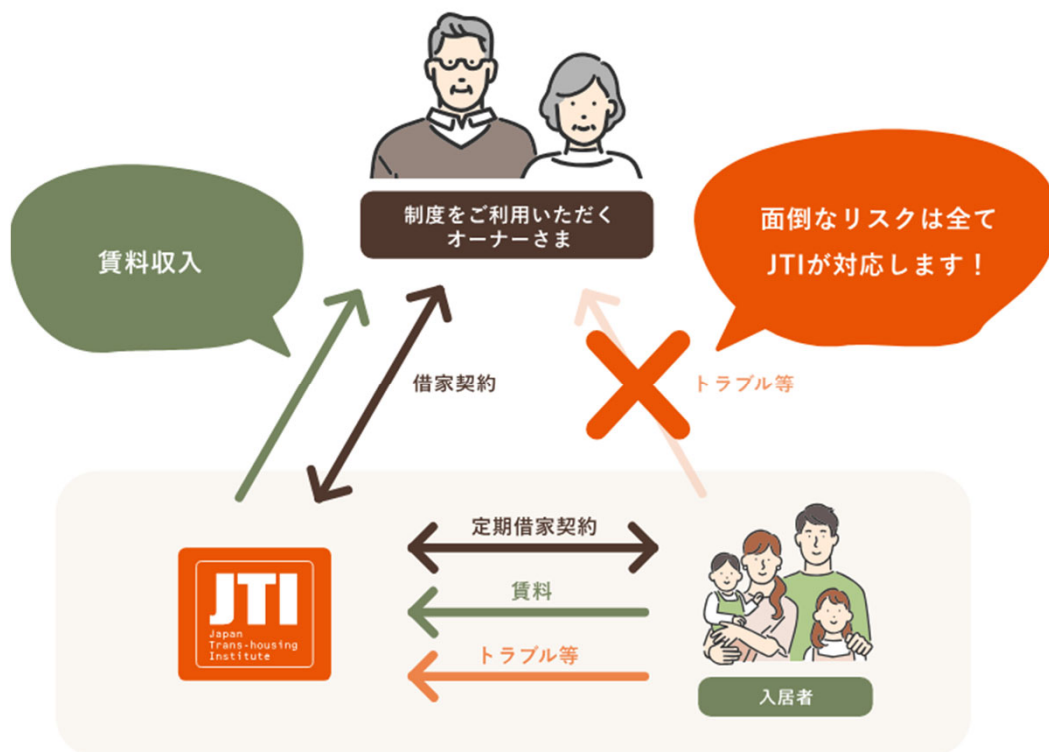 制度をご利用いただく
オーナーさま
賃料収入
面倒なリスクは全て
JTIが対応します！
借家契約
トラブル等
定期借家契約
賃料
トラブル等
JTI
Japan
Trans-housing
Institute
入居者